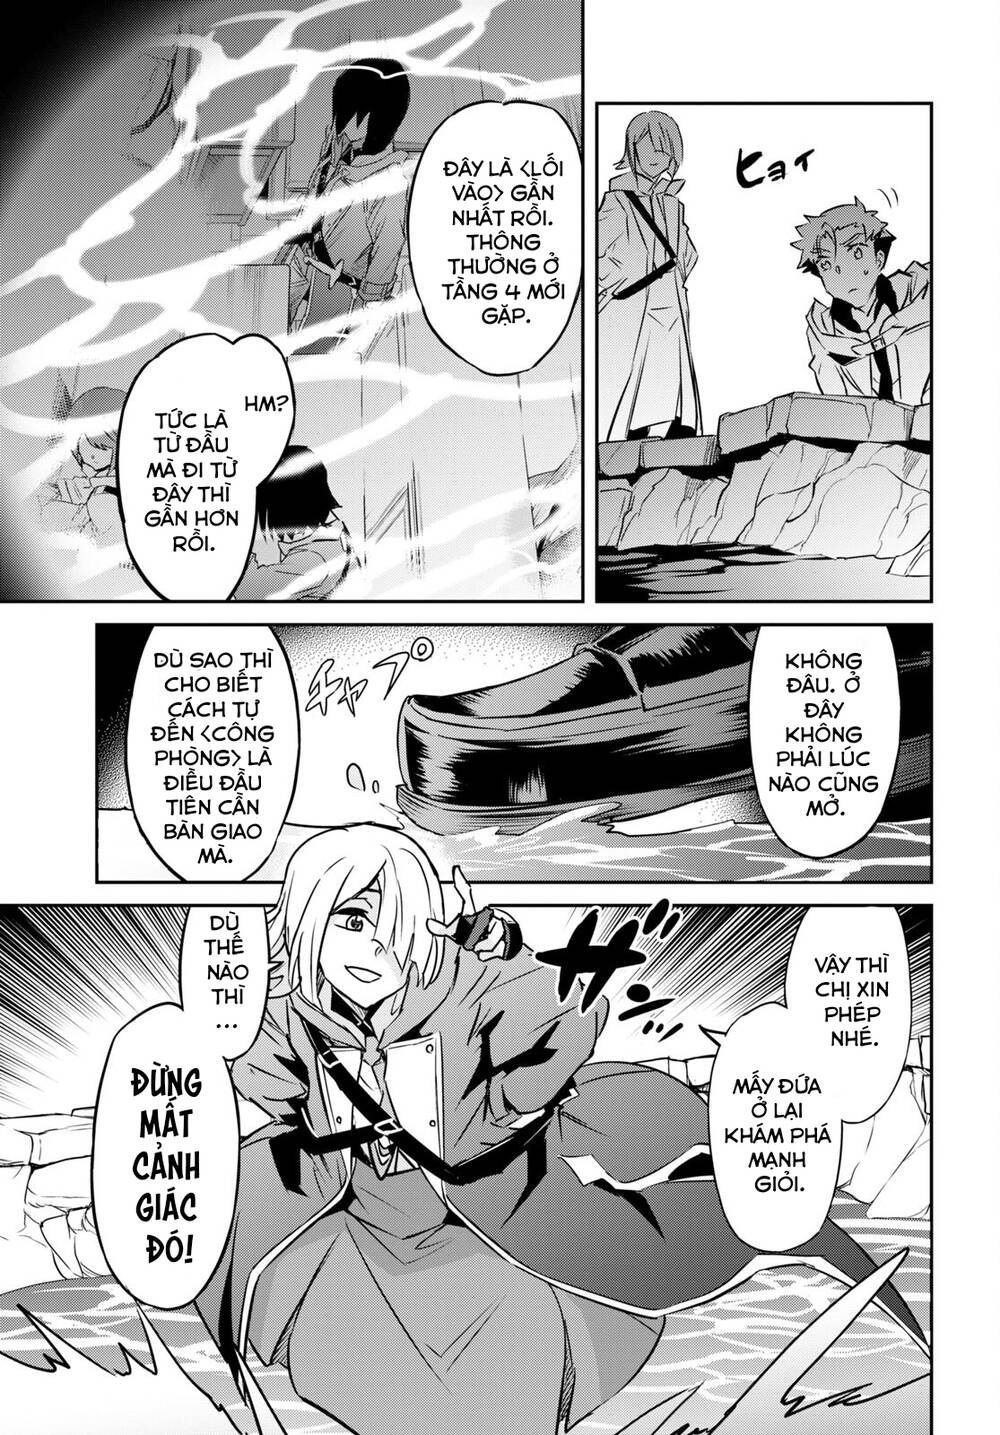 ヒョイ
ĐÂY LÀ <LỐI
VÀO> GẦN
NHẤT RỒI.
THÔNG
THƯỜNG Ở
TẦNG 4 MỚI
GẶP.
HM?
TỨC LÀ
TỪ ĐẦU
MÀ ĐI TỪ
ĐÂY THÌ
GẦN HƠN
RỒI.
KHÔNG
ĐÂU. Ở
ĐÂY
KHÔNG
PHẢI LÚC
NÀO CŨNG
MỞ.
チャプ
DÙ SAO THÌ
CHO BIẾT
CÁCH TỰ
ĐẾN <CÔNG
PHÒNG> LÀ
ĐIỀU ĐẦU
TIÊN CẦN
BÀN GIAO
MÀ.
VẬY THÌ
CHỊ XIN
PHÉP
NHÉ.
MẤY ĐỨA
Ở LẠI
KHÁM PHÁ
MẠNH
GIỎI.
DÙ
THẾ
NÀO
THÌ
...
ĐỪNG
MẤT
CẢNH
GIÁC
ĐÓ!